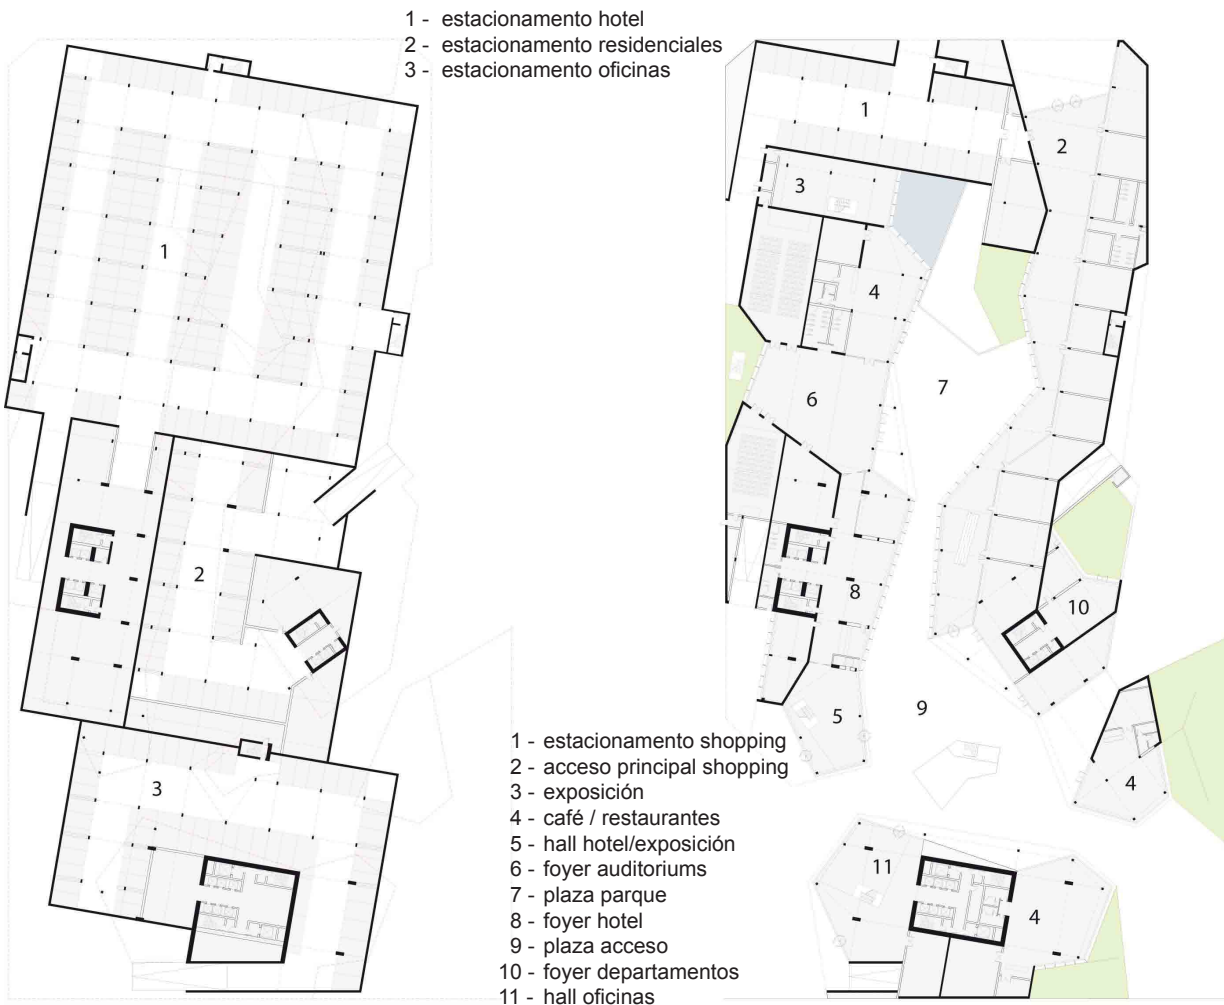 1 - estacionamento hotel
2 - estacionamento residenciales
3 - estacionamento oficinas
1
2
3
1 - estacionamento shopping
2 - acceso principal shopping
3 - exposición
4 - café / restaurantes
5 - hall hotel/exposición
6 - foyer auditoriums
7 - plaza parque
8 - foyer hotel
9 - plaza acceso
10 - foyer departamentos
11 - hall oficinas
1
2
3
4
6
7
8
10
5
9
4
11
4